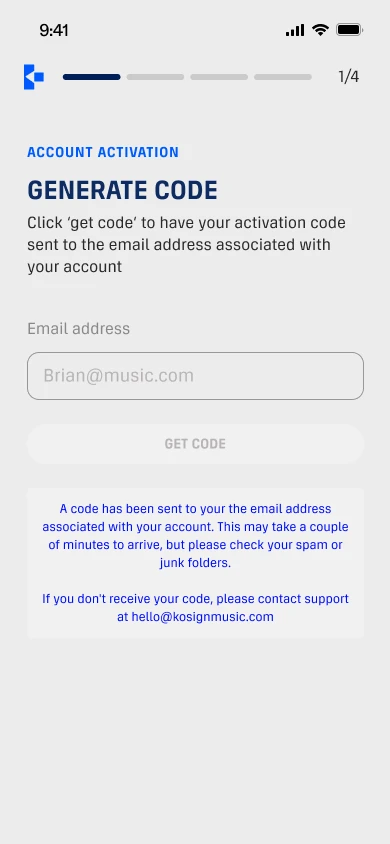 9:41
1/4
ACCOUNT ACTIVATION
GENERATE CODE
Click ‘get code’ to have your activation code
sent to the email address associated with
your account
Email address
Brian@music.com
GET CODE
A code has been sent to your the email address
associated with your account. This may take a couple
of minutes to arrive, but please check your spam or
junk folders.
If you don't receive your code, please contact support
at hello@kosignmusic.com